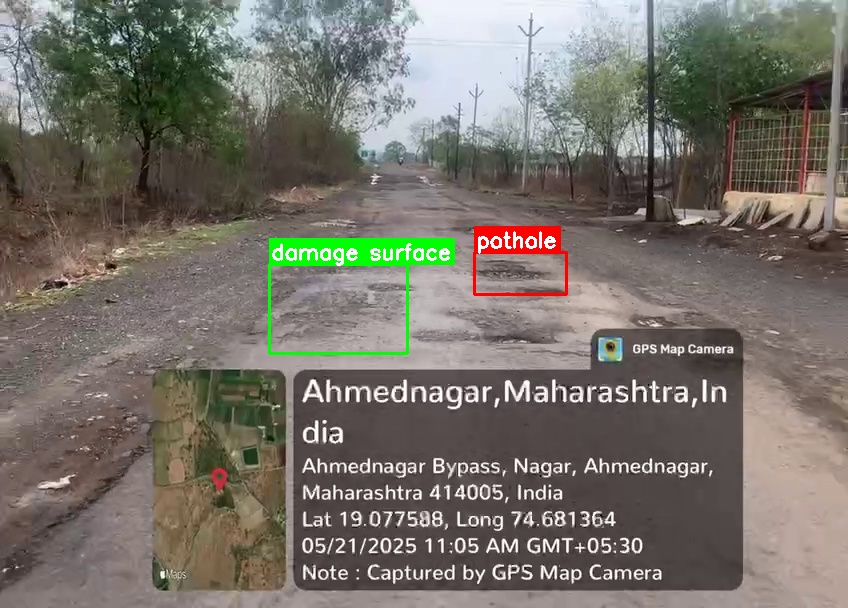 damage surface
pothole
GPS Map Camera
Ahmednagar,Maharashtra,In
dia
Ahmednagar Bypass, Nagar, Ahmednagar,
Maharashtra 414005, India
Lat 19.077588, Long 74.681364
05/21/2025 11:05 AM GMT+05:30
Note : Captured by GPS Map Camera
Maps